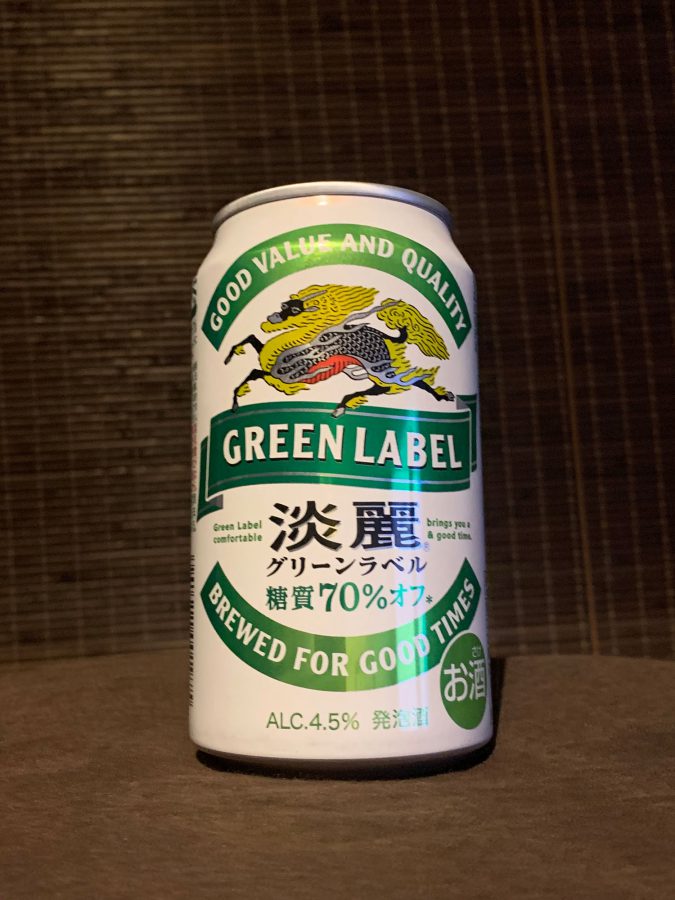 GOOD VALUE AND QUALITY
GREEN LABEL
Green Label comfortable
淡麗®
brings you a & good time.
グリーンラベル
糖質70%オフ*
BREWED FOR GOOD TIMES
さけ
お酒
ALC.4.5% 発泡酒